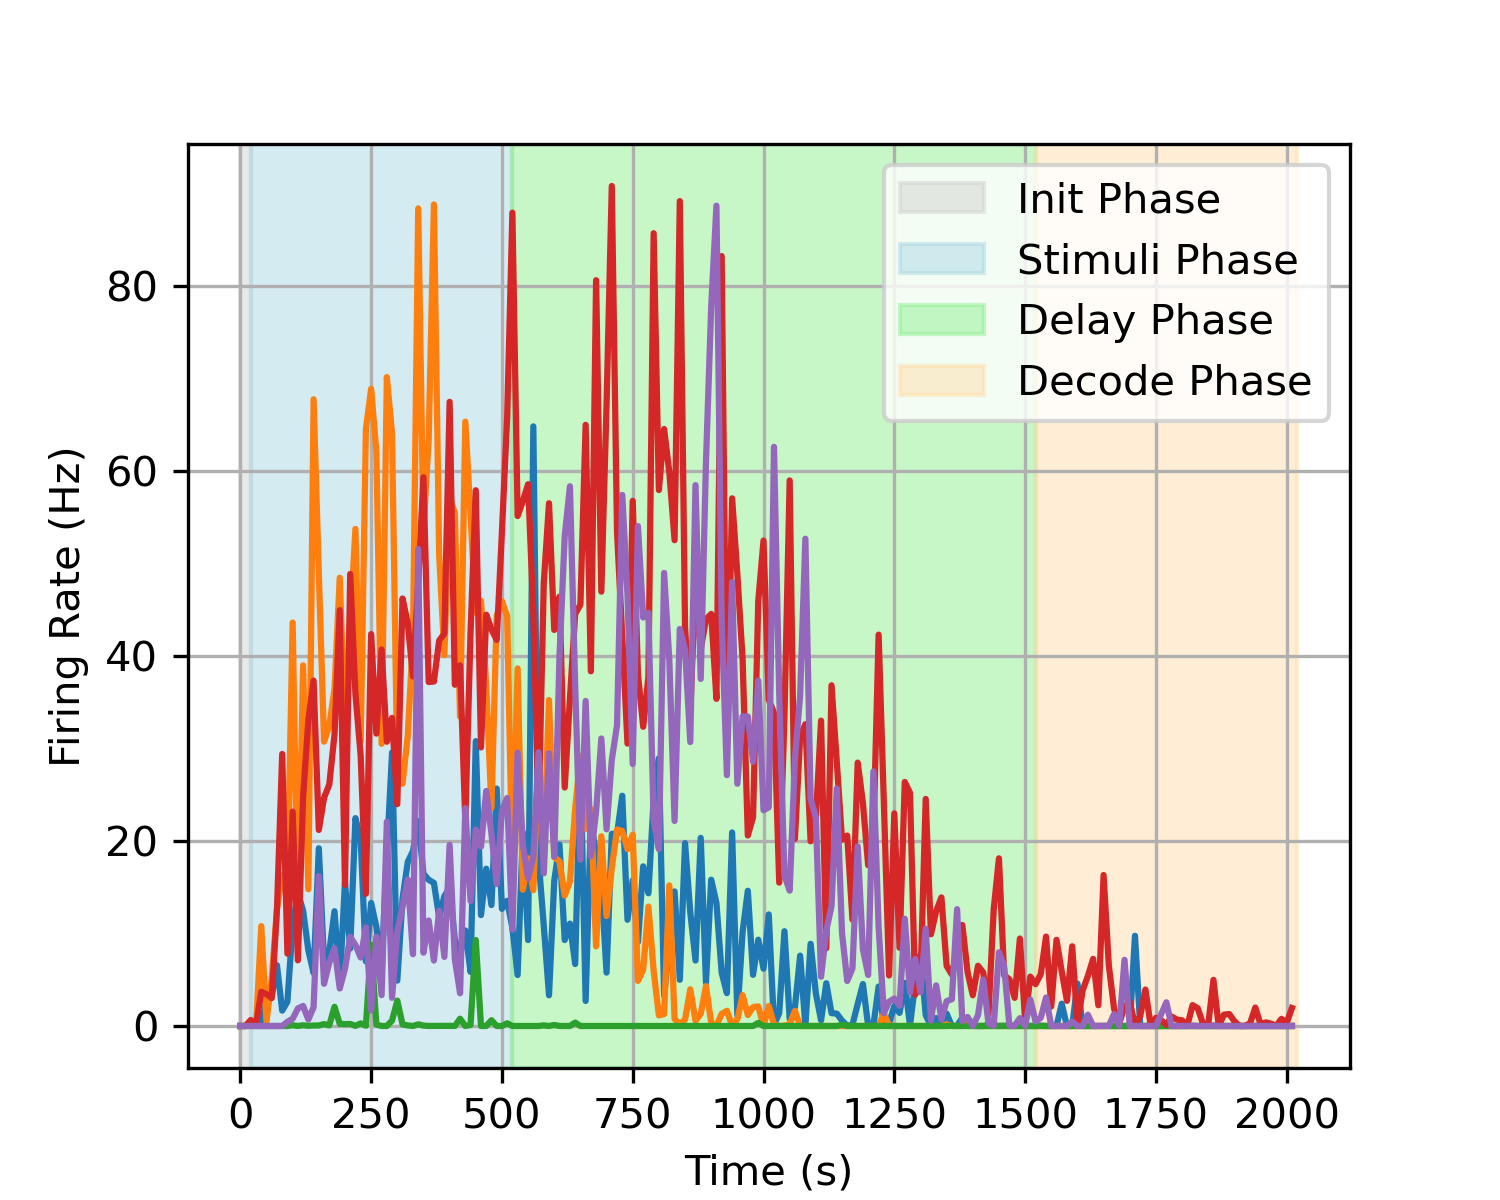 Init Phase
Stimuli Phase
Delay Phase
Decode Phase
80
60
40
20
0
Firing Rate (Hz)
0 250 500 750 1000 1250 1500 1750 2000
Time (s)